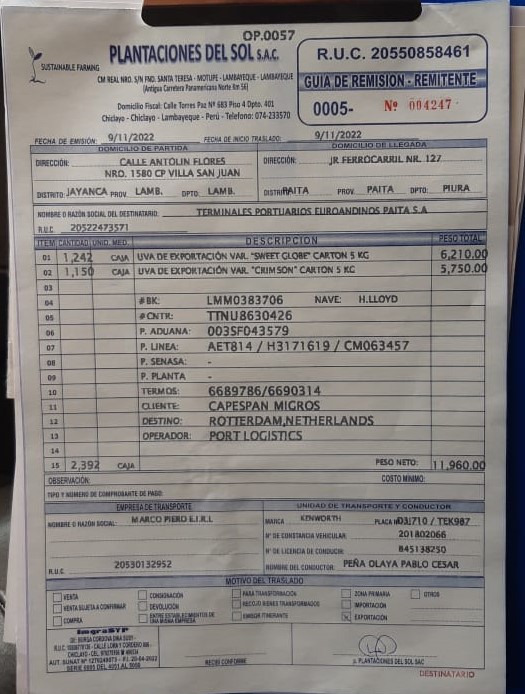 OP.0057
SUSTAINABLE FARMING
PLANTACIONES DEL SOL S.A.C.
CM REAL NRO. S/N FND. SANTA TERESA - MOTUPE - LAMBAYEQUE - LAMBAYEQUE
(Antigua Carretera Panamericana Norte Km 56)
Domicilio Fiscal: Calle Torres Paz Nº 683 Piso 4 Dpto. 401
Chiclayo - Chiclayo - Lambayeque - Perú - Telefono: 074-233570
R.U.C. 20550858461
GUIA DE REMISION - REMITENTE
0005- Nº 004247
FECHA DE EMISIÓN: 9/11/2022 FECHA DE INICIO TRASLADO: 9/11/2022
DOMICILIO DE PARTIDA DOMICILIO DE LLEGADA
DIRECCIÓN: CALLE ANTOLIN FLORES DIRECCIÓN: JR FERROCARRIL NR. 127
NRO. 1580 CP VILLA SAN JUAN
DISTRITO: JAYANCA PROV. LAMB. DPTO: LAMB. DISTRITO: PAITA PROV. PAITA DPTO: PIURA
NOMBRE O RAZÓN SOCIAL DEL DESTINATARIO: TERMINALES PORTUARIOS EUROANDINOS PAITA S.A
R.U.C 20522473571
ITEM CANTIDAD UNID. MED. DESCRIPCION PESO TOTAL
01 1,242 CAJA UVA DE EXPORTACIÓN VAR. "SWEET GLOBE" CARTON 5 KG 6,210.00
02 1,150 CAJA UVA DE EXPORTACIÓN VAR. "CRIMSON" CARTON 5 KG 5,750.00
03
04 #BK: LMM0383706 NAVE: H.LLOYD
05 #CNTR: TTNU8630426
06 P. ADUANA: 003SF043579
07 P. LINEA: AET814 / H3171619 / CM063457
08 P. SENASA: -
09 P. PLANTA -
10 TERMOS: 6689786/6690314
11 CLIENTE: CAPESPAN MIGROS
12 DESTINO: ROTTERDAM,NETHERLANDS
13 OPERADOR: PORT LOGISTICS
14
15 2,392 CAJA PESO NETO: 11,960.00
OBSERVACIÓN: COSTO MINIMO:
TIPO Y NUMERO DE COMPROBANTE DE PAGO:
EMPRESA DE TRANSPORTE UNIDAD DE TRANSPORTE Y CONDUCTOR
NOMBRE O RAZÓN SOCIAL: MARCO PIERO E.I.R.L MARCA KENWORTH PLACA Nº D3J710 / TEK987
Nº DE CONSTANCIA VEHICULAR: 201802066
Nº DE LICENCIA DE CONDUCIR: B45138250
R.U.C. 20530132952 NOMBRE DEL CONDUCTOR: PEÑA OLAYA PABLO CESAR
MOTIVO DEL TRASLADO
VENTA CONSIGNACIÓN PARA TRANSFORMACIÓN ZONA PRIMARIA OTROS
VENTA SUJETA A CONFIRMAR DEVOLUCIÓN RECOJO BIENES TRANSFORMADOS IMPORTACIÓN
COMPRA ENTRE ESTABLECIMIENTOS DE UNA MISMA EMPRESA EMISOR ITINERANTE X EXPORTACIÓN
RECIBI CONFORME
p. PLANTACIONES DEL SOL SAC
DESTINATARIO